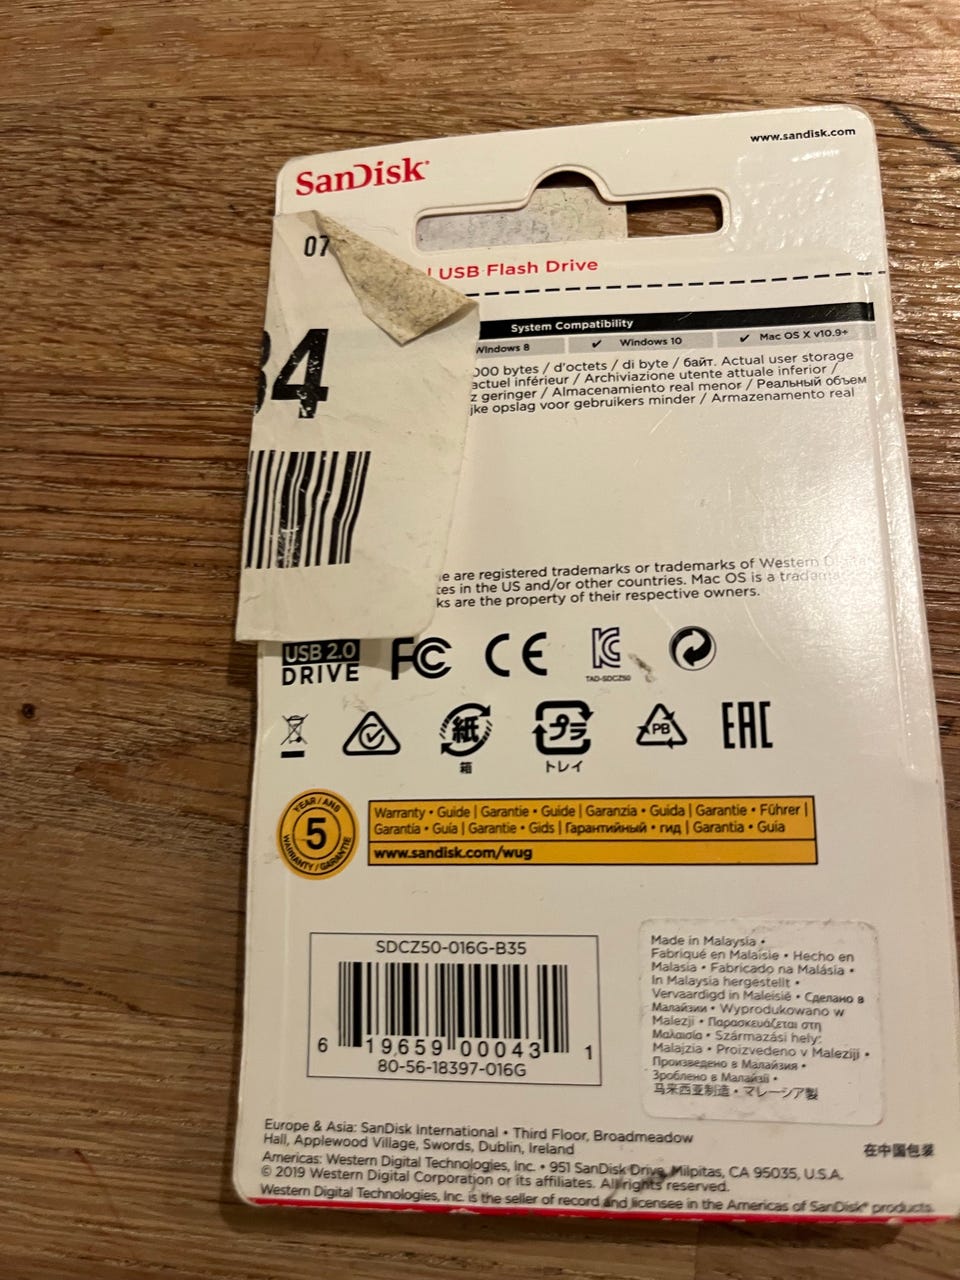 SanDisk®
www.sandisk.com
07
USB Flash Drive
System Compatibility
Windows 8 ✓ Windows 10 ✓ Mac OS X v10.9+
000 bytes / d'octets / di byte / байт. Actual user storage
actuel inférieur / Archiviazione utente attuale inferior /
geringer / Almacenamiento real menor / Реальный объем
opslag voor gebruikers minder / Armazenamento real
4
are registered trademarks or trademarks of Western
in the US and/or other countries. Mac OS is a
are the property of their respective owners.
USB 2.0
DRIVE
FC CE
TAD-SDCZ50
紙
箱
プラ
トレイ
PB
EAC
YEAR / ANS
5
WARRANTY / GARANTIE
Warranty • Guide | Garantie • Guide | Garanzia • Guida | Garantie • Führer |
Garantia • Guía | Garantie • Gids | Гарантийный • гид | Garantia • Guia
www.sandisk.com/wug
SDCZ50-016G-B35
6 19659 00043 1
80-56-18397-016G
Made in Malaysia •
Fabriqué en Malaisie • Hecho en
Malasia • Fabricado na Malásia •
In Malaysia hergestellt •
Vervaardigd in Maleisië • Сделано в
Малайзии • Wyprodukowano w
Malezji • Παρασκευάζεται στη
Μαλαισία • Származási hely:
Malajzia • Proizvedeno v Maleziji •
Произведено в Малайзия •
Зроблено в Малайзії •
马来西亚制造 • マレーシア製
Europe & Asia: SanDisk International • Third Floor, Broadmeadow
Hall, Applewood Village, Swords, Dublin, Ireland
在中国包装
Americas: Western Digital Technologies, Inc. • 951 SanDisk Drive, Milpitas, CA 95035, U.S.A.
© 2019 Western Digital Corporation or its affiliates. All rights reserved.
Western Digital Technologies, Inc. is the seller of record and licensee in the Americas of SanDisk® products.